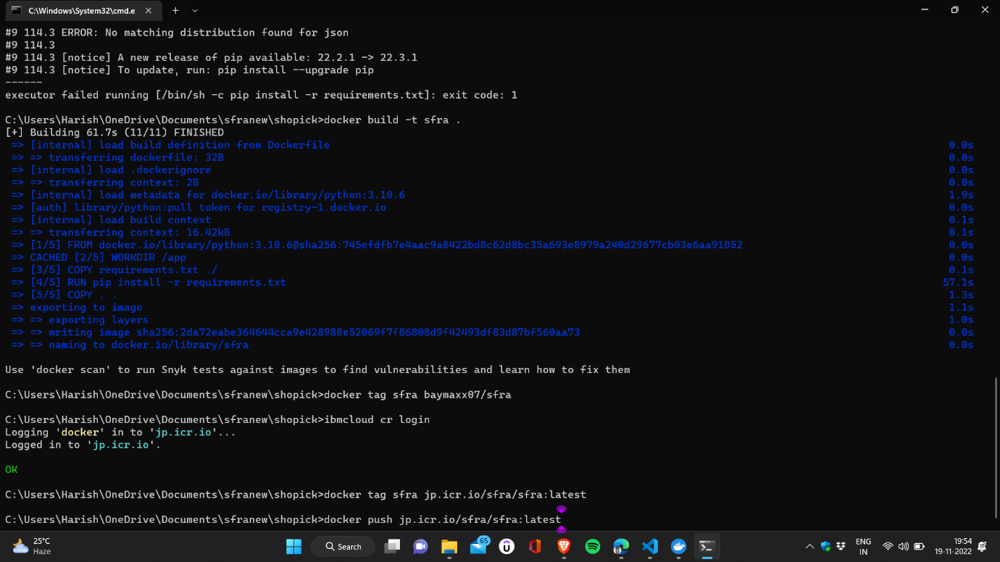 C:\Windows\System32\cmd.e
#9 114.3 ERROR: No matching distribution found for json
#9 114.3
#9 114.3 [notice] A new release of pip available: 22.2.1 -> 22.3.1
#9 114.3 [notice] To update, run: pip install --upgrade pip
------
executor failed running [/bin/sh -c pip install -r requirements.txt]: exit code: 1
C:\Users\Harish\OneDrive\Documents\sfranew\shopick>docker build -t sfra .
[+] Building 61.7s (11/11) FINISHED
=> [internal] load build definition from Dockerfile 0.0s
=> => transferring dockerfile: 32B 0.0s
=> [internal] load .dockerignore 0.0s
=> => transferring context: 2B 0.0s
=> [internal] load metadata for docker.io/library/python:3.10.6 1.9s
=> [auth] library/python:pull token for registry-1.docker.io 0.0s
=> [internal] load build context 0.1s
=> => transferring context: 16.42kB 0.1s
=> [1/5] FROM docker.io/library/python:3.10.6@sha256:745efdfb7e4aac9a8422bd8c62d8bc35a693e8979a240d29677cb03e6aa91052 0.0s
=> CACHED [2/5] WORKDIR /app 0.0s
=> [3/5] COPY requirements.txt ./ 0.1s
=> [4/5] RUN pip install -r requirements.txt 57.1s
=> [5/5] COPY . . 1.3s
=> exporting to image 1.1s
=> => exporting layers 1.0s
=> => writing image sha256:2da72eabe364644cca9e428980e52069f7f86808d9f42493df83d87bf560aa73 0.0s
=> => naming to docker.io/library/sfra 0.0s
Use 'docker scan' to run Snyk tests against images to find vulnerabilities and learn how to fix them
C:\Users\Harish\OneDrive\Documents\sfranew\shopick>docker tag sfra baymaxx07/sfra
C:\Users\Harish\OneDrive\Documents\sfranew\shopick>ibmcloud cr login
Logging 'docker' in to 'jp.icr.io'...
Logged in to 'jp.icr.io'.
OK
C:\Users\Harish\OneDrive\Documents\sfranew\shopick>docker tag sfra jp.icr.io/sfra/sfra:latest
C:\Users\Harish\OneDrive\Documents\sfranew\shopick>docker push jp.icr.io/sfra/sfra:latest
25°C
Haze
Search
65
ENG
IN
19:54
19-11-2022